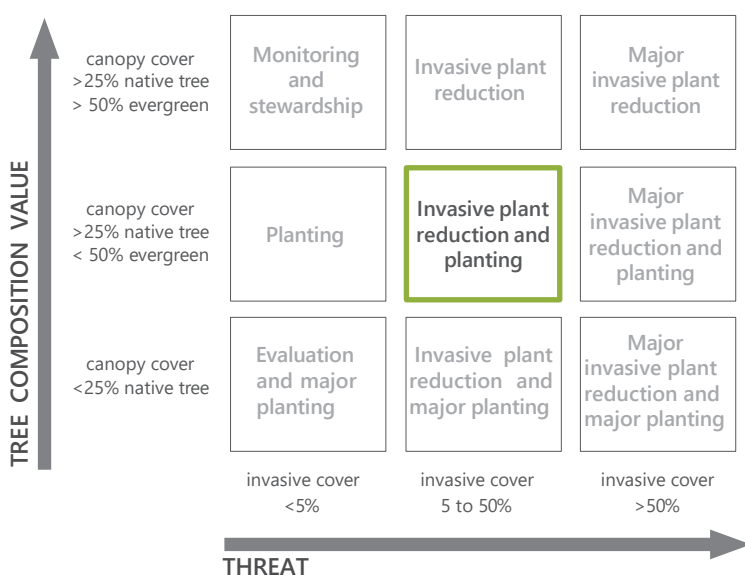 canopy cover
>25% native tree
> 50% evergreen
Monitoring
and
stewardship
Invasive plant
reduction
Major
invasive plant
reduction
canopy cover
>25% native tree
< 50% evergreen
Planting
Invasive plant
reduction and
planting
Major
invasive plant
reduction and
planting
canopy cover
<25% native tree
Evaluation
and major
planting
Invasive plant
reduction and
major planting
Major
invasive plant
reduction and
major planting
TREE COMPOSITION VALUE
invasive cover
<5%
invasive cover
5 to 50%
invasive cover
>50%
THREAT